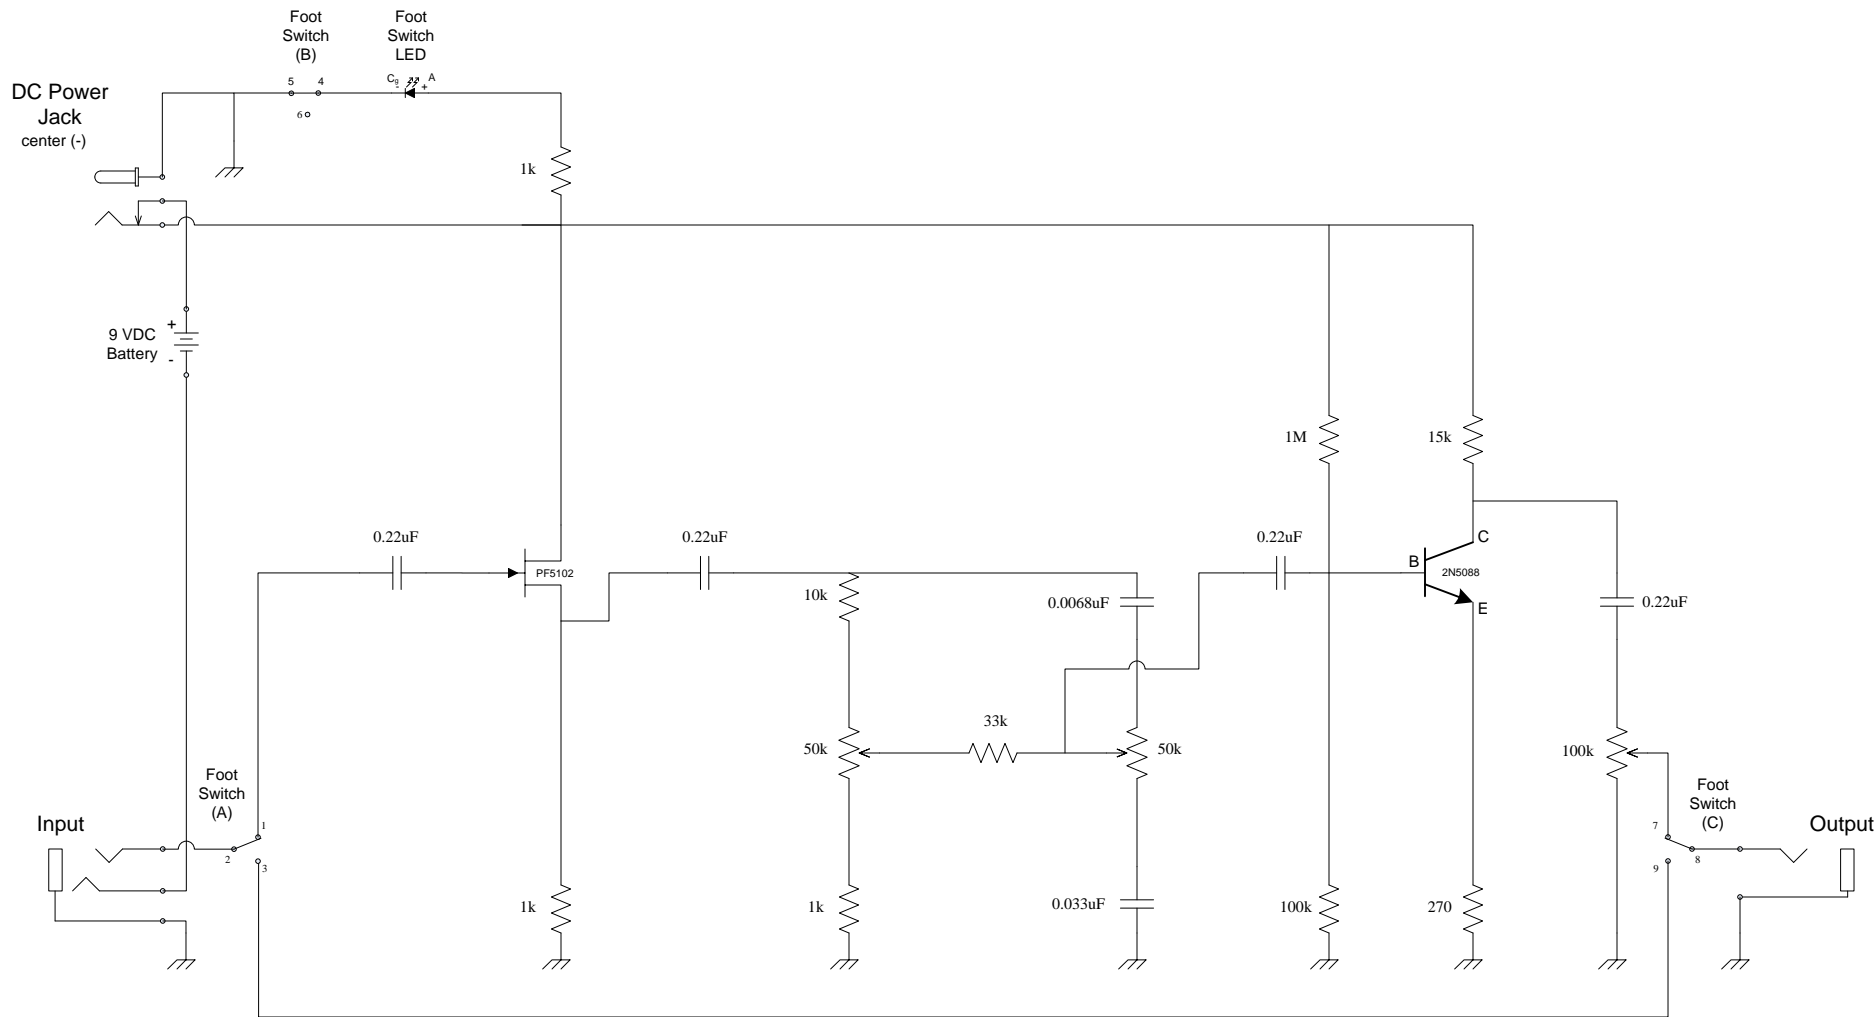 Foot
Switch
(B)
Foot
Switch
LED
5
4
6
Cg
-
A
+
DC Power
Jack
center (-)
1k
+
9 VDC
Battery
-
1M
15k
0.22uF
PF5102
0.22uF
0.22uF
B
C
2N5088
E
10k
0.0068uF
0.22uF
33k
50k
50k
100k
Foot
Switch
(A)
Foot
Switch
(C)
Input
1
2
3
7
8
9
Output
1k
1k
0.033uF
100k
270